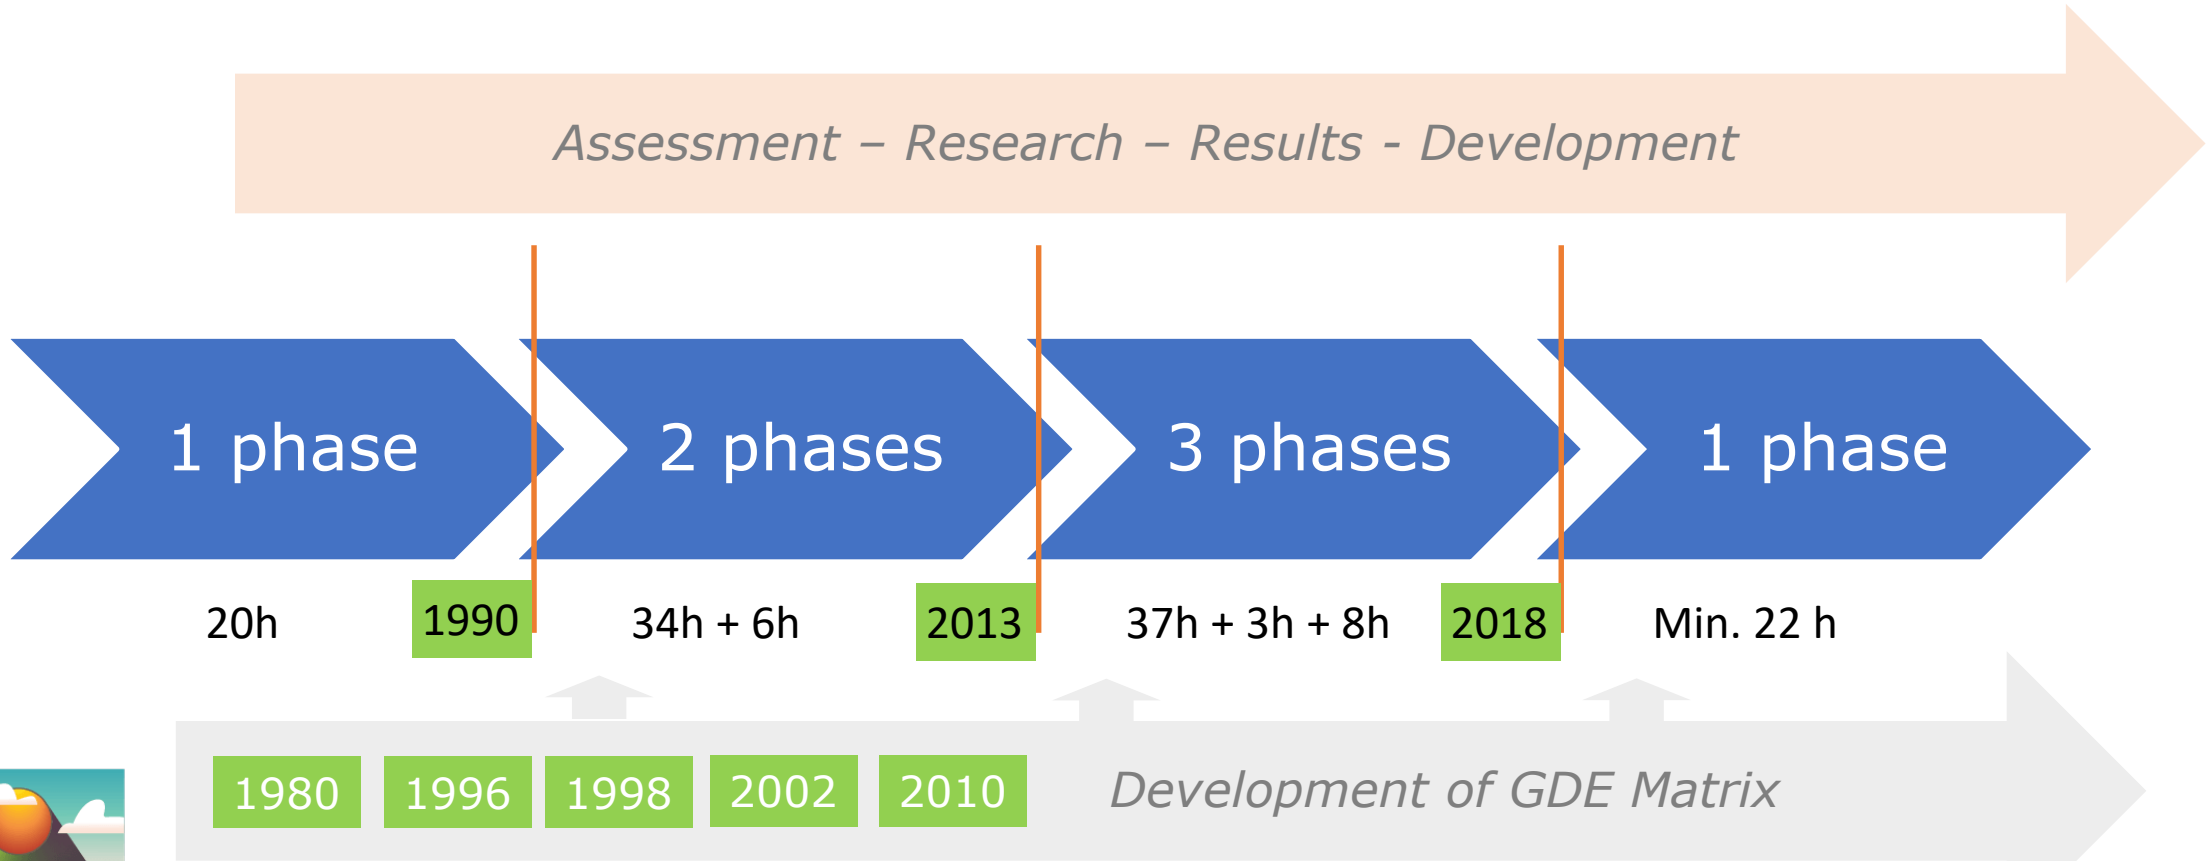 Assessment – Research – Results - Development
1 phase
2 phases
3 phases
1 phase
20h
1990
34h + 6h
2013
37h + 3h + 8h
2018
Min. 22 h
1980
1996
1998
2002
2010
Development of GDE Matrix